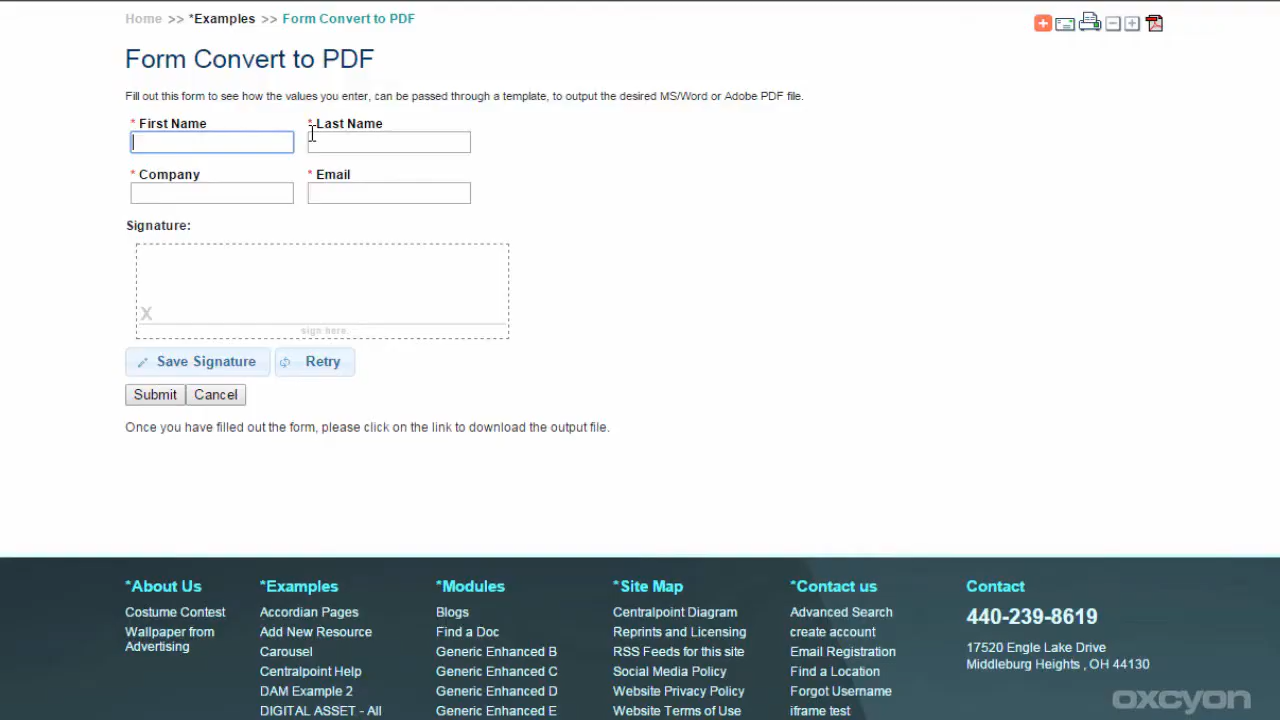 Home >> *Examples >> Form Convert to PDF
Form Convert to PDF
Fill out this form to see how the values you enter, can be passed through a template, to output the desired MS/Word or Adobe PDF file.
* First Name * Last Name
* Company * Email
Signature:
X
sign here.
Save Signature Retry
Submit Cancel
Once you have filled out the form, please click on the link to download the output file.
*About Us *Examples *Modules *Site Map *Contact us Contact
Costume Contest Accordian Pages Blogs Centralpoint Diagram Advanced Search 440-239-8619
Wallpaper from Add New Resource Find a Doc Reprints and Licensing create account
Advertising Carousel Generic Enhanced B RSS Feeds for this site Email Registration 17520 Engle Lake Drive
Centralpoint Help Generic Enhanced C Social Media Policy Find a Location Middleburg Heights , OH 44130
DAM Example 2 Generic Enhanced D Website Privacy Policy Forgot Username
DIGITAL ASSET - All Generic Enhanced E Website Terms of Use iframe test
oxcyon